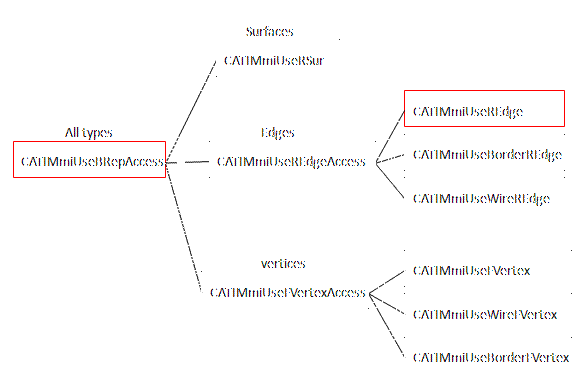 Surfaces
CATIMmiUseRSur
All types
CATIMmiUseBRepAccess
Edges
CATIMmiUseREdgeAccess
CATIMmiUseREdge
CATIMmiUseBorderREdge
CATIMmiUseWireREdge
vertices
CATIMmiUseFVertexAccess
CATIMmiUseFVertex
CATIMmiUseWireFVertex
CATIMmiUseBorderFVertex